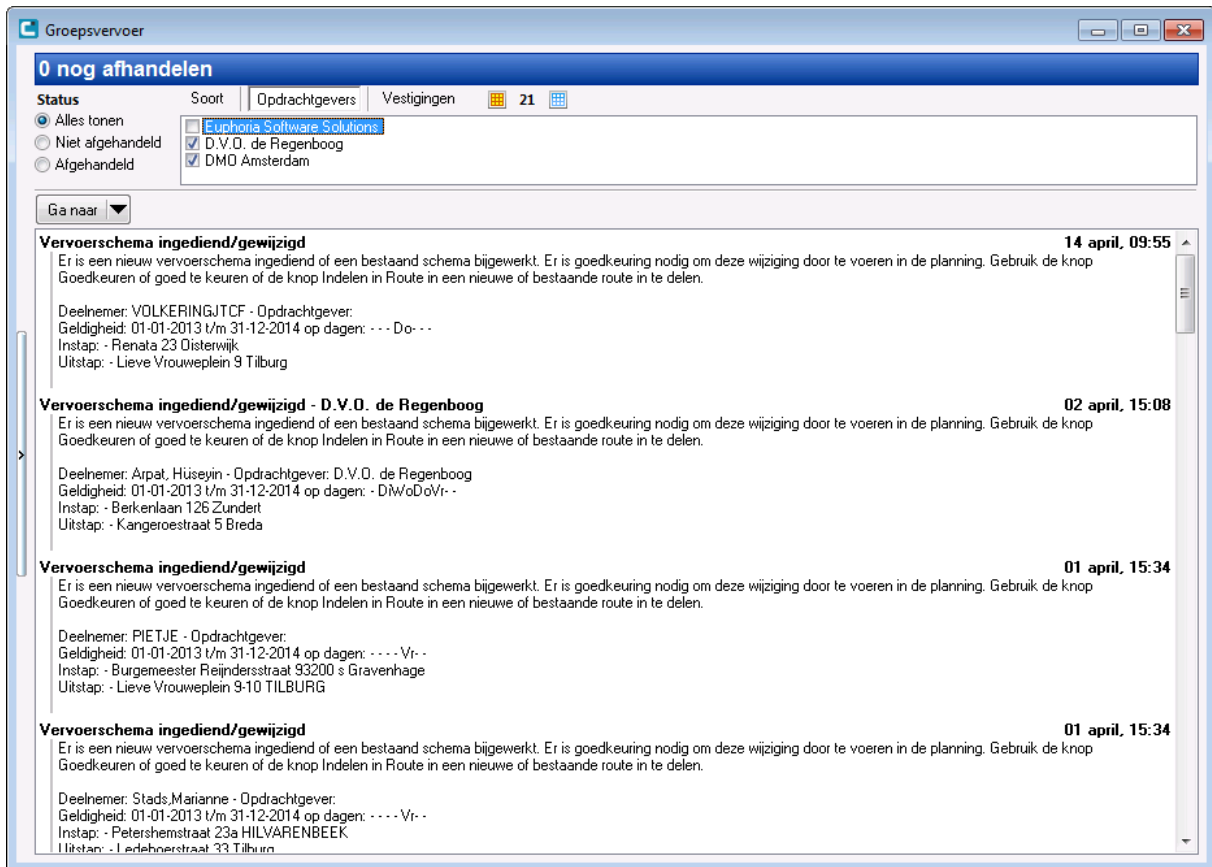 Groepsvervoer
0 nog afhandelen
Status
Soort Opdrachtgevers Vestigingen 21
Alles tonen
Niet afgehandeld
Afgehandeld
Euphoria Software Solutions
D.V.O. de Regenboog
DMO Amsterdam
Ga naar
Vervoerschema ingediend/gewijzigd 14 april, 09:55
Er is een nieuw vervoerschema ingediend of een bestaand schema bijgewerkt. Er is goedkeuring nodig om deze wijziging door te voeren in de planning. Gebruik de knop
Goedkeuren of goed te keuren of de knop Indelen in Route in een nieuwe of bestaande route in te delen.
Deelnemer: VOLKERINGJTCF - Opdrachtgever:
Geldigheid: 01-01-2013 t/m 31-12-2014 op dagen: - - - Do- - -
Instap: - Renata 23 Oisterwijk
Uitstap: - Lieve Vrouweplein 9 Tilburg
Vervoerschema ingediend/gewijzigd - D.V.O. de Regenboog 02 april, 15:08
Er is een nieuw vervoerschema ingediend of een bestaand schema bijgewerkt. Er is goedkeuring nodig om deze wijziging door te voeren in de planning. Gebruik de knop
Goedkeuren of goed te keuren of de knop Indelen in Route in een nieuwe of bestaande route in te delen.
Deelnemer: Arpat, Hüseyin - Opdrachtgever: D.V.O. de Regenboog
Geldigheid: 01-01-2013 t/m 31-12-2014 op dagen: - DiWoDoVr- -
Instap: - Berkenlaan 126 Zundert
Uitstap: - Kangeroestraat 5 Breda
Vervoerschema ingediend/gewijzigd 01 april, 15:34
Er is een nieuw vervoerschema ingediend of een bestaand schema bijgewerkt. Er is goedkeuring nodig om deze wijziging door te voeren in de planning. Gebruik de knop
Goedkeuren of goed te keuren of de knop Indelen in Route in een nieuwe of bestaande route in te delen.
Deelnemer: PIETJE - Opdrachtgever:
Geldigheid: 01-01-2013 t/m 31-12-2014 op dagen: - - - - Vr- -
Instap: - Burgemeester Reijndersstraat 93200 s Gravenhage
Uitstap: - Lieve Vrouweplein 9-10 TILBURG
Vervoerschema ingediend/gewijzigd 01 april, 15:34
Er is een nieuw vervoerschema ingediend of een bestaand schema bijgewerkt. Er is goedkeuring nodig om deze wijziging door te voeren in de planning. Gebruik de knop
Goedkeuren of goed te keuren of de knop Indelen in Route in een nieuwe of bestaande route in te delen.
Deelnemer: Stads,Marianne - Opdrachtgever:
Geldigheid: 01-01-2013 t/m 31-12-2014 op dagen: - - - - Vr- -
Instap: - Petershemstraat 23a HILVARENBEEK
Uitstap: - Ledeboerstraat 33 Tilburg